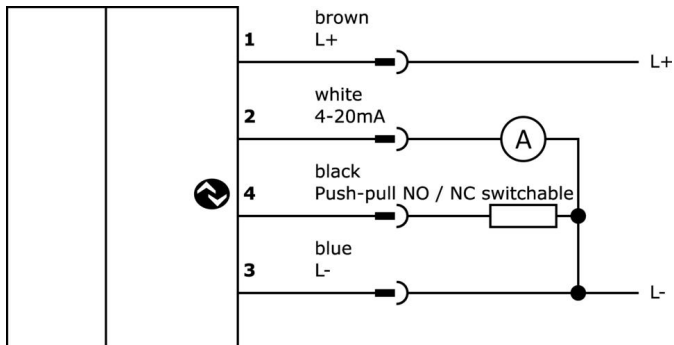 brown
1 L+
L+
white
2 4-20mA
A
black
4 Push-pull NO / NC switchable
blue
3 L-
L-